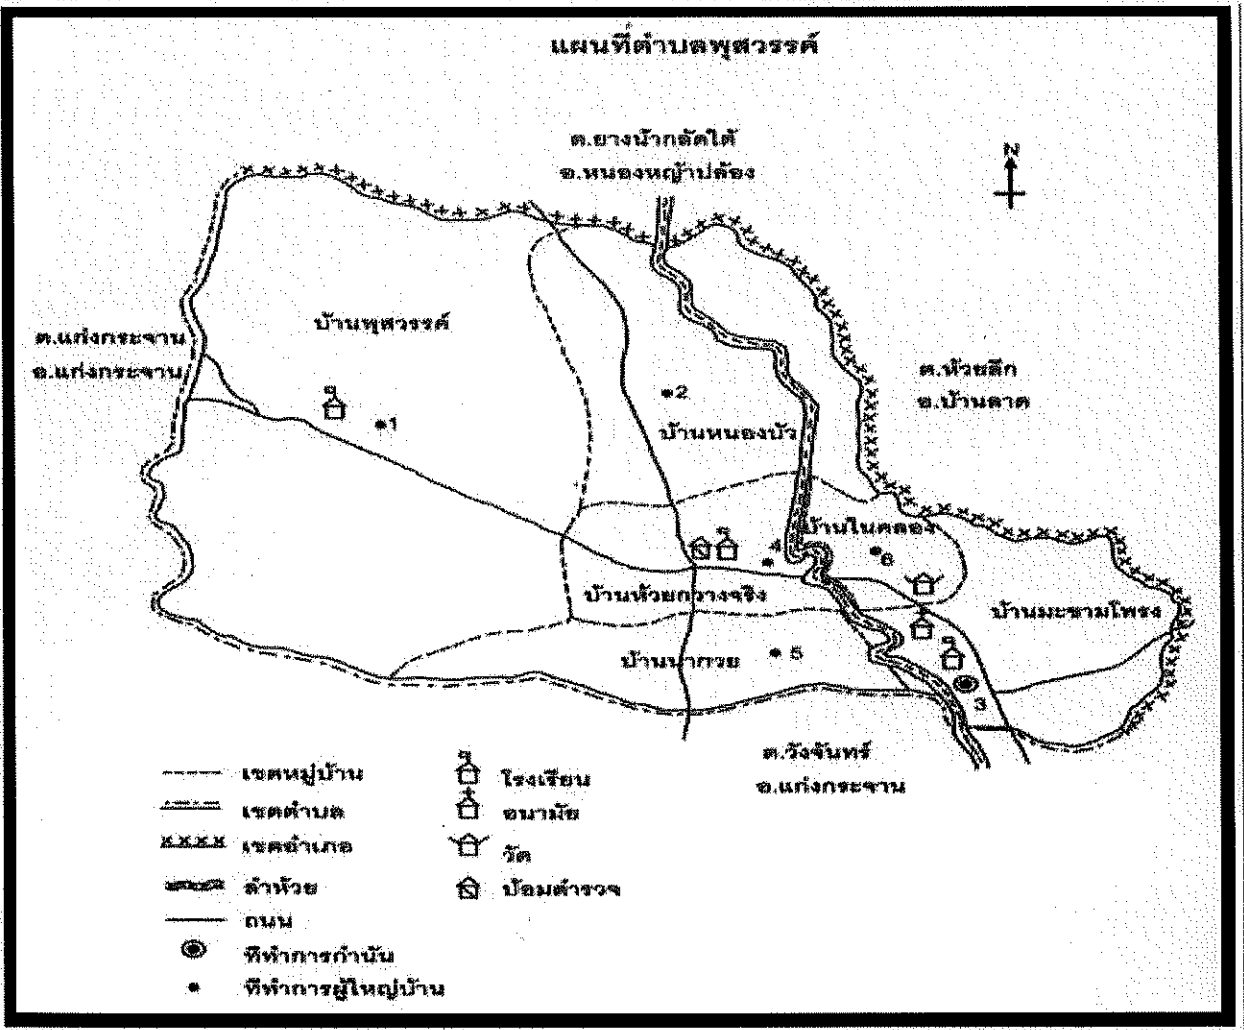 แผนที่ตำบลพุสวรรค์
ต.ยางน้ำกลัดใต้
อ.หนองหญ้าปล้อง
N
บ้านพุสวรรค์
ต.แก่งกระจาน
อ.แก่งกระจาน
ต.ห้วยลึก
อ.บ้านลาด
1
2
บ้านหนองบัว
บ้านในคลอง
4
6
บ้านห้วยกวางจริง
บ้านมะขามโพรง
บ้านนากวย
5
3
ต.วังจันทร์
อ.แก่งกระจาน
เขตหมู่บ้าน
โรงเรียน
เขตตำบล
อนามัย
เขตอำเภอ
วัด
ลำห้วย
ป้อมตำรวจ
ถนน
ที่ทำการกำนัน
ที่ทำการผู้ใหญ่บ้าน